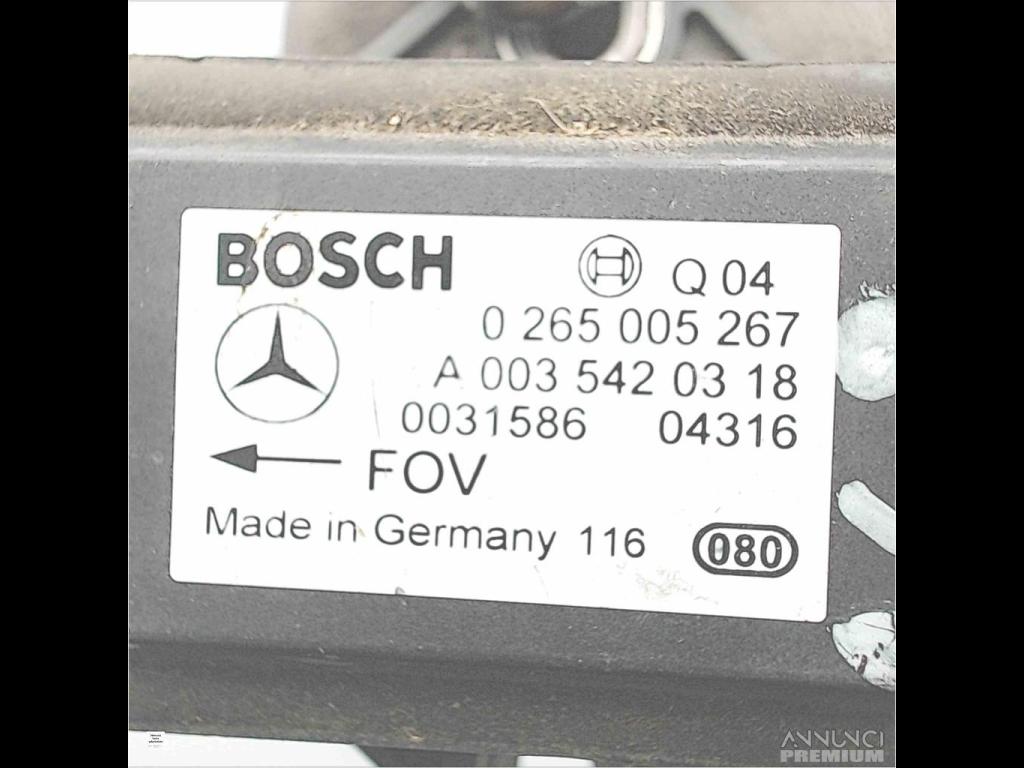 BOSCH
Q 04
0 265 005 267
A 003 542 03 18
0031586 04316
FOV
Made in Germany 116
080
ANNUNCI
PREMIUM